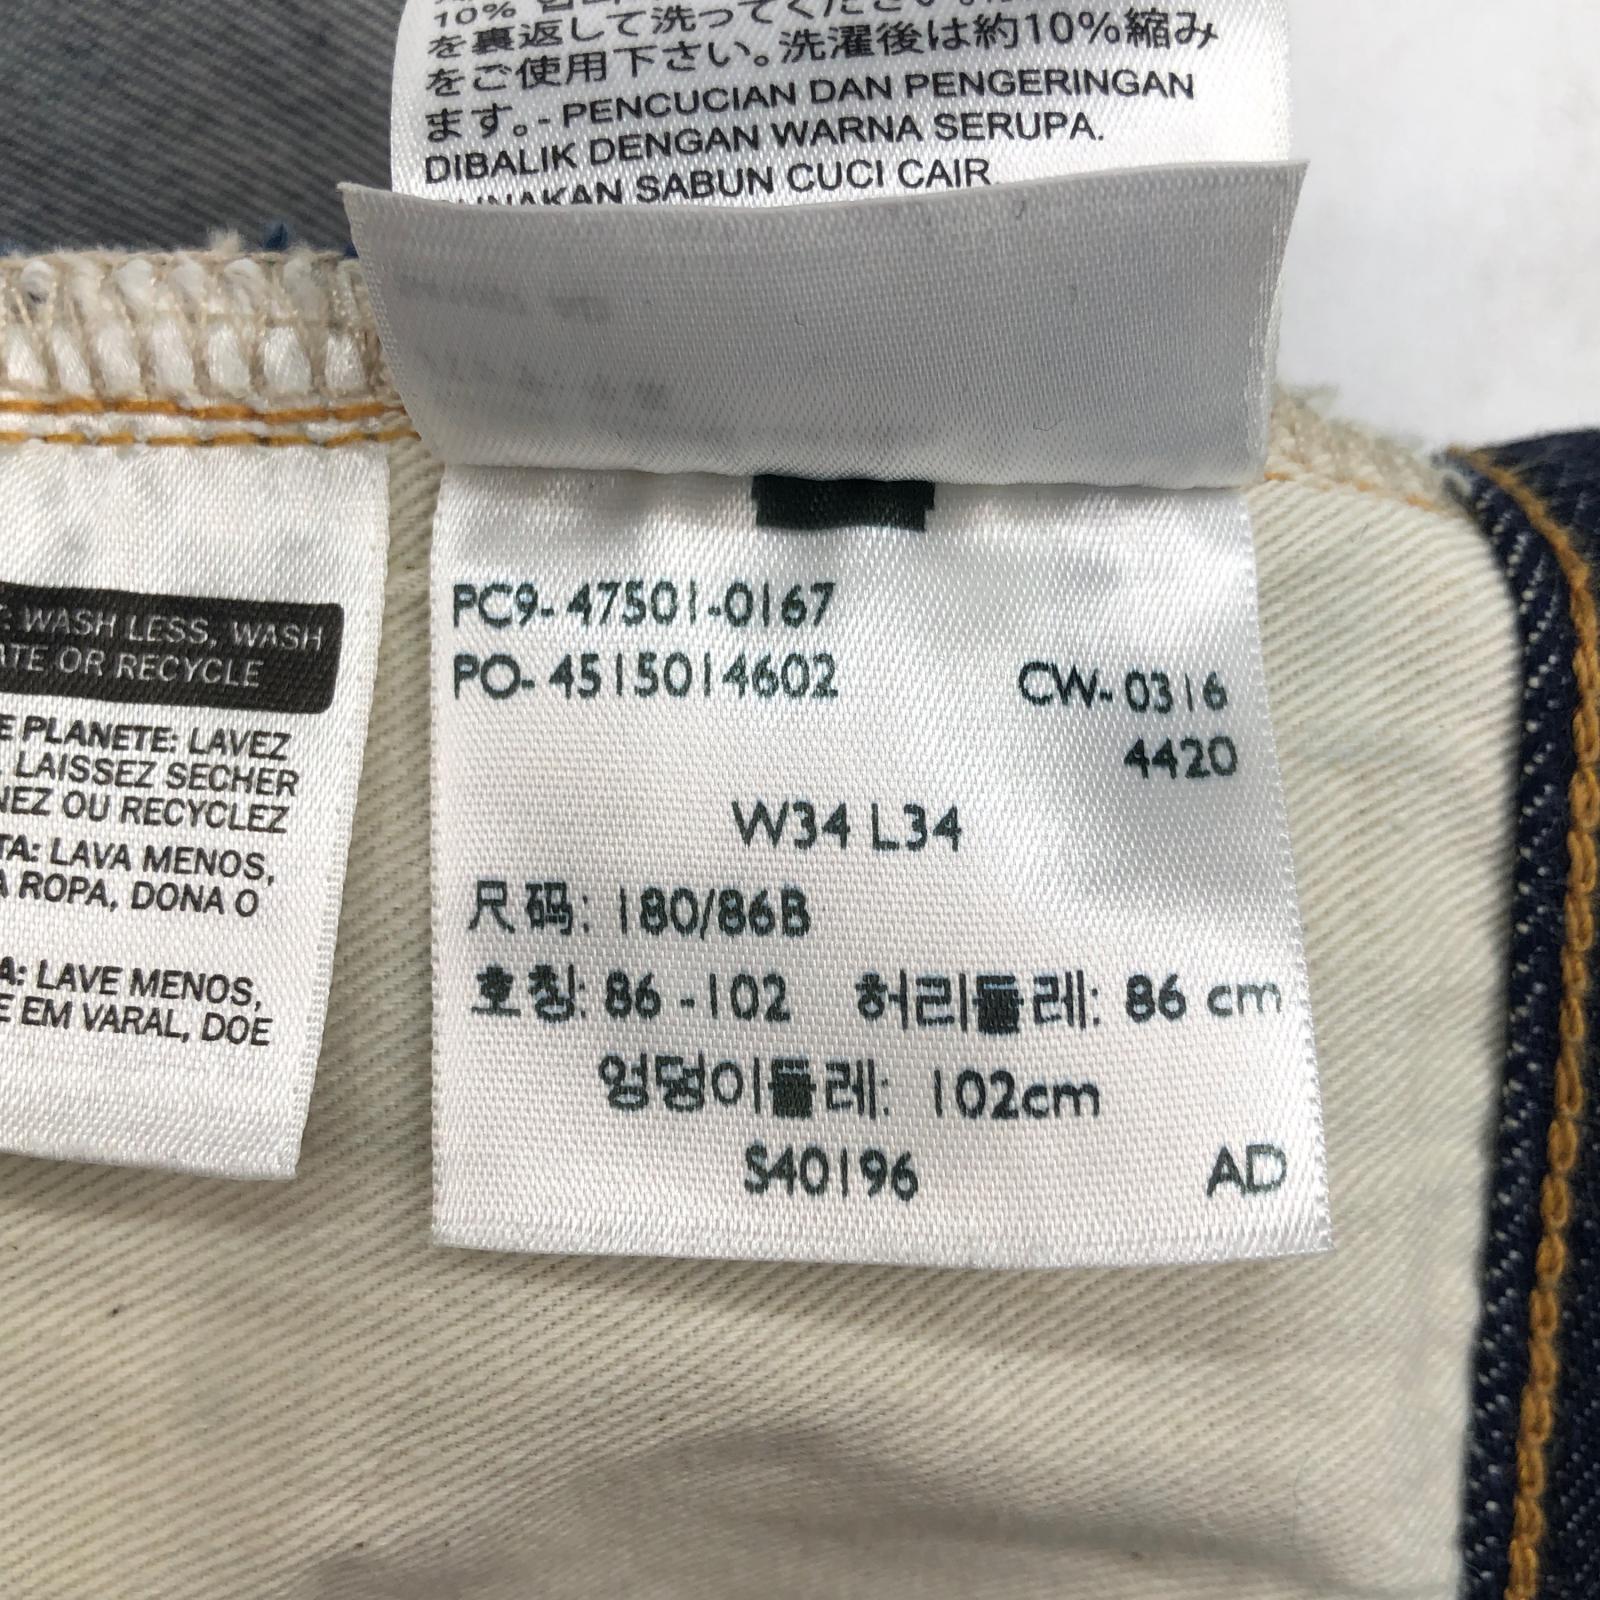 を裏返して洗ってください。
をご使用下さい。洗濯後は約10%縮み
ます。- PENCUCIAN DAN PENGERINGAN
DIBALIK DENGAN WARNA SERUPA.
SABUN CUCI CAIR.
: WASH LESS, WASH
OR RECYCLE
E PLANETE: LAVEZ
LAISSEZ SECHER
NEZ OU RECYCLEZ
TA: LAVA MENOS,
A ROPA, DONA O
A: LAVE MENOS,
E EM VARAL, DOE
PC9-47501-0167
PO-4515014602 CW-0316
4420
W34 L34
尺码: 180/86B
호칭: 86 -102 허리둘레: 86 cm
엉덩이둘레: 102cm
S40196 AD